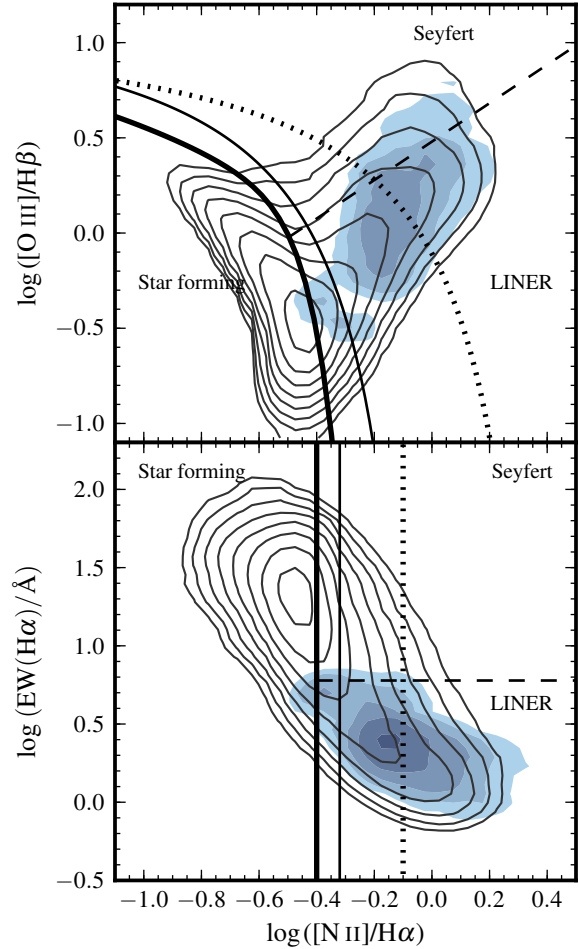 Seyfert
1.0
0.5
0.0
−0.5
−1.0
log ([O III]/Hβ)
Star forming
LINER
Star forming
Seyfert
2.0
1.5
1.0
0.5
0.0
−0.5
log (EW(Hα)/Å)
LINER
−1.0 −0.8 −0.6 −0.4 −0.2 0.0 0.2 0.4
log ([N II]/Hα)